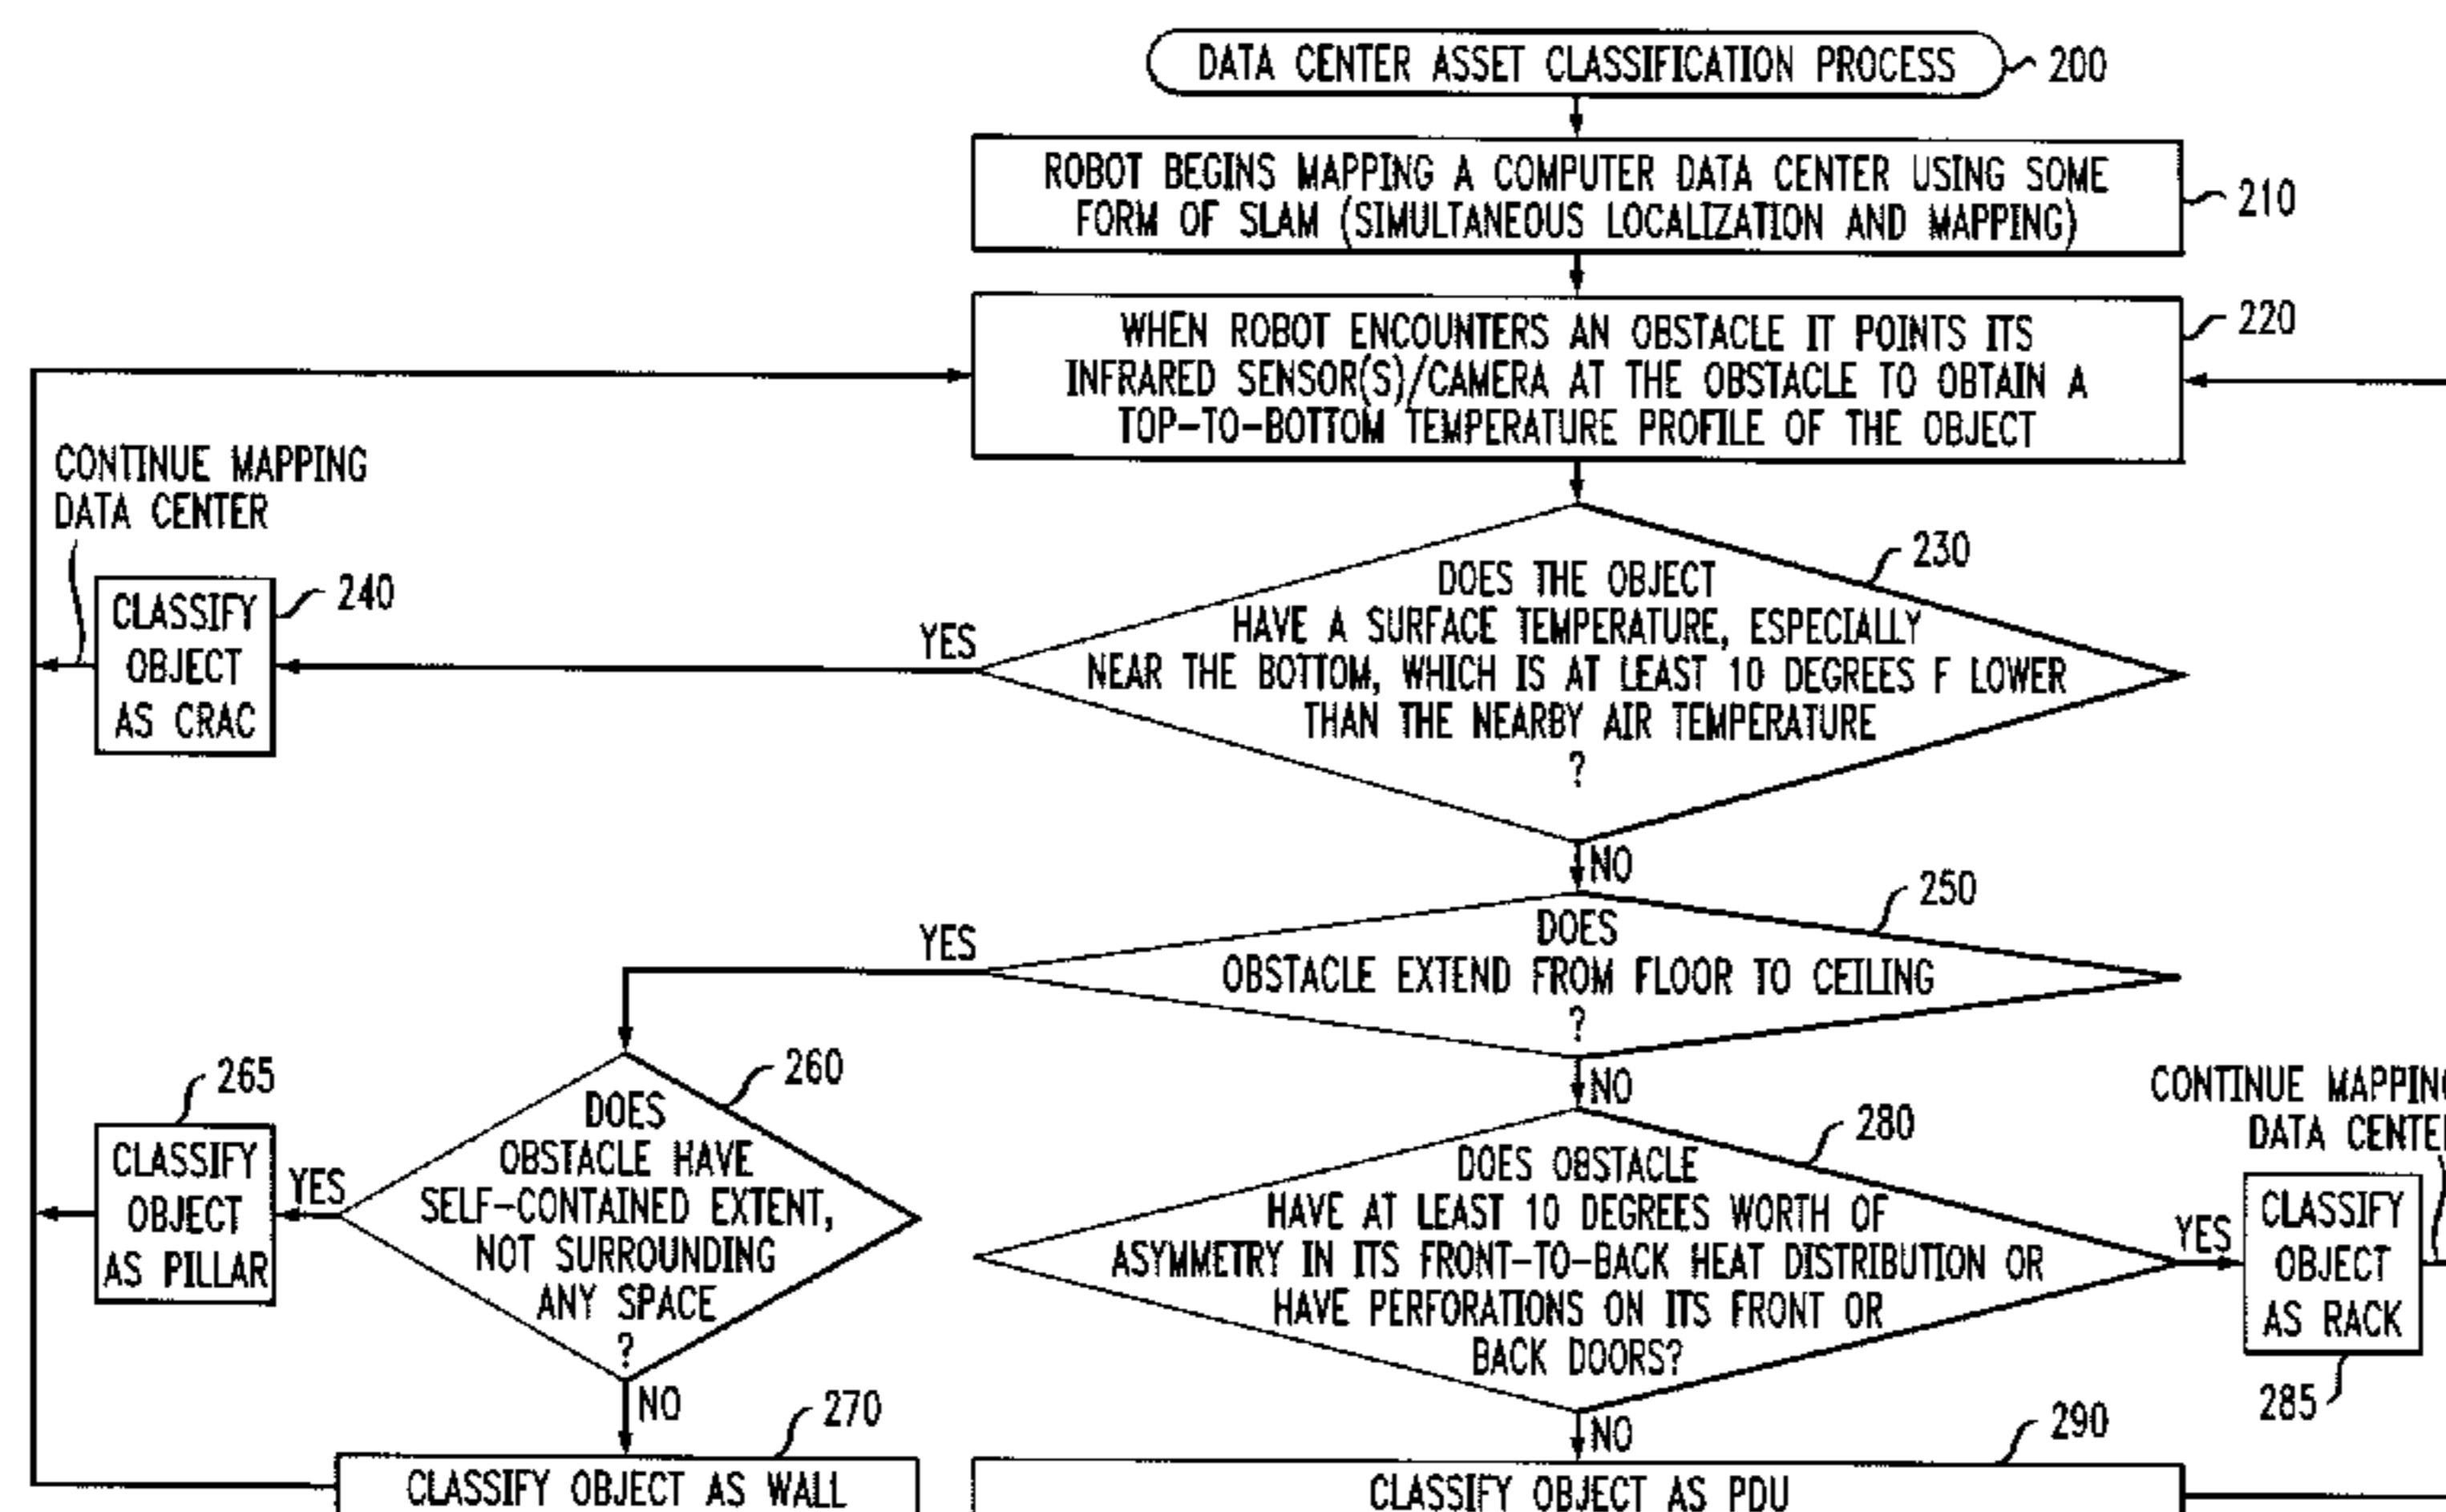 DATA CENTER ASSET CLASSIFICATION PROCESS
200
ROBOT BEGINS MAPPING A COMPUTER DATA CENTER USING SOME
FORM OF SLAM (SIMULTANEOUS LOCALIZATION AND MAPPING)
210
WHEN ROBOT ENCOUNTERS AN OBSTACLE IT POINTS ITS
INFRARED SENSOR(S)/CAMERA AT THE OBSTACLE TO OBTAIN A
TOP-TO-BOTTOM TEMPERATURE PROFILE OF THE OBJECT
220
CONTINUE MAPPING
DATA CENTER
DOES THE OBJECT
HAVE A SURFACE TEMPERATURE, ESPECIALLY
NEAR THE BOTTOM, WHICH IS AT LEAST 10 DEGREES F LOWER
THAN THE NEARBY AIR TEMPERATURE
?
230
YES
CLASSIFY
OBJECT
AS CRAC
240
NO
DOES
OBSTACLE EXTEND FROM FLOOR TO CEILING
?
250
YES
DOES
OBSTACLE HAVE
SELF-CONTAINED EXTENT,
NOT SURROUNDING
ANY SPACE
?
260
YES
CLASSIFY
OBJECT
AS PILLAR
265
NO
CLASSIFY OBJECT AS WALL
270
NO
DOES OBSTACLE
HAVE AT LEAST 10 DEGREES WORTH OF
ASYMMETRY IN ITS FRONT-TO-BACK HEAT DISTRIBUTION OR
HAVE PERFORATIONS ON ITS FRONT OR
BACK DOORS?
280
YES
CONTINUE MAPPING
DATA CENTER
CLASSIFY
OBJECT
AS RACK
285
NO
CLASSIFY OBJECT AS PDU
290